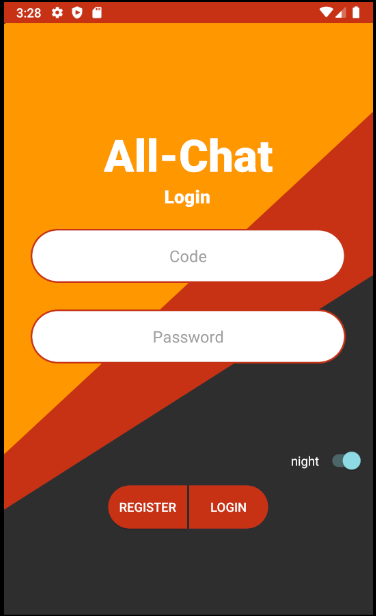 3:28
All-Chat
Login
Code
Password
night
REGISTER LOGIN